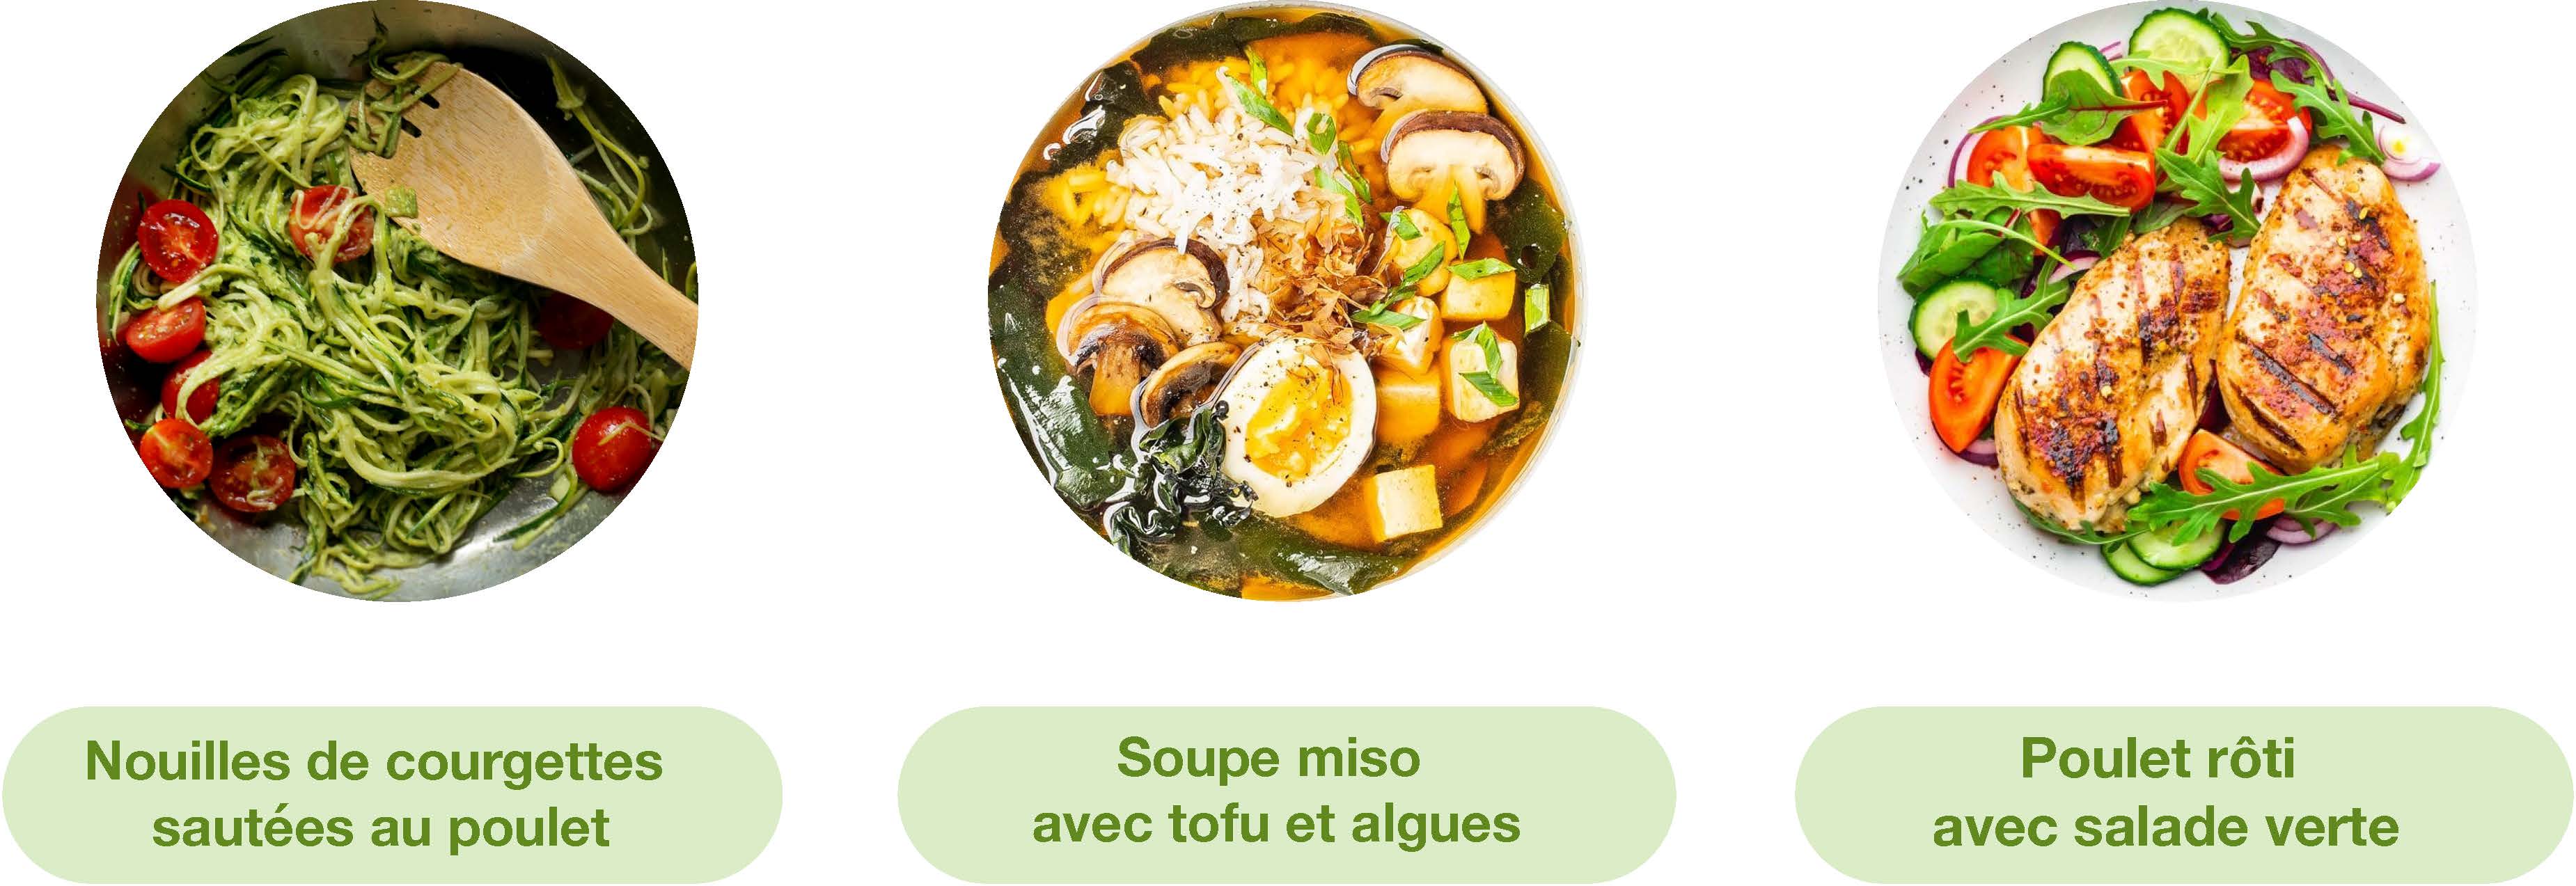 Nouilles de courgettes
sautées au poulet
Soupe miso
avec tofu et algues
Poulet rôti
avec salade verte